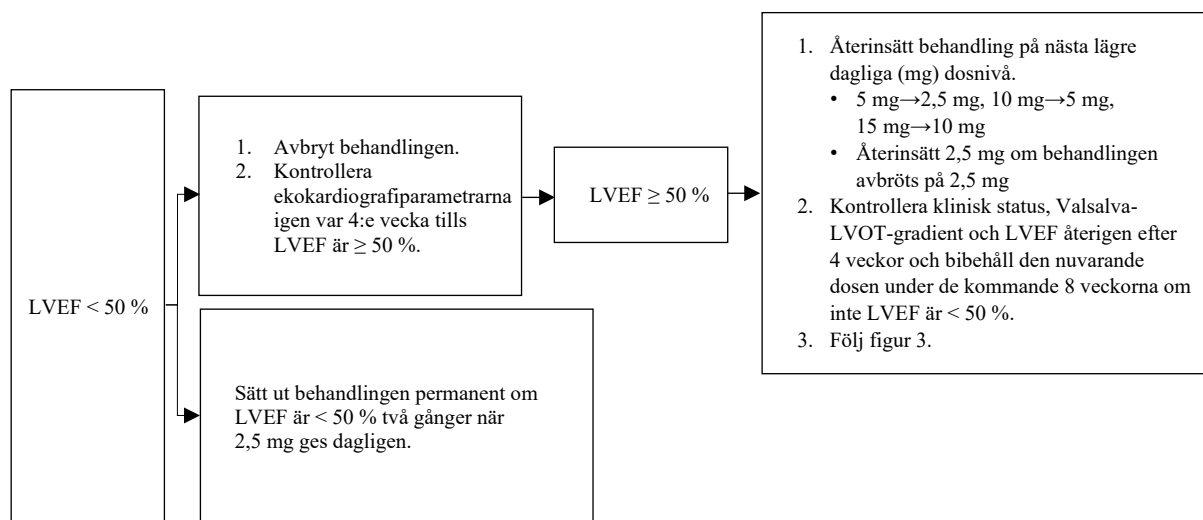 LVEF < 50 %
1. Avbryt behandlingen.
2. Kontrollera
ekokardiografiparametrarna
igen var 4:e vecka tills
LVEF är ≥ 50 %.
Sätt ut behandlingen permanent om
LVEF är < 50 % två gånger när
2,5 mg ges dagligen.
LVEF ≥ 50 %
1. Återinsätt behandling på nästa lägre
dagliga (mg) dosnivå.
• 5 mg→2,5 mg, 10 mg→5 mg,
15 mg→10 mg
• Återinsätt 2,5 mg om behandlingen
avbröts på 2,5 mg
2. Kontrollera klinisk status, Valsalva-
LVOT-gradient och LVEF återigen efter
4 veckor och bibehåll den nuvarande
dosen under de kommande 8 veckorna om
inte LVEF är < 50 %.
3. Följ figur 3.